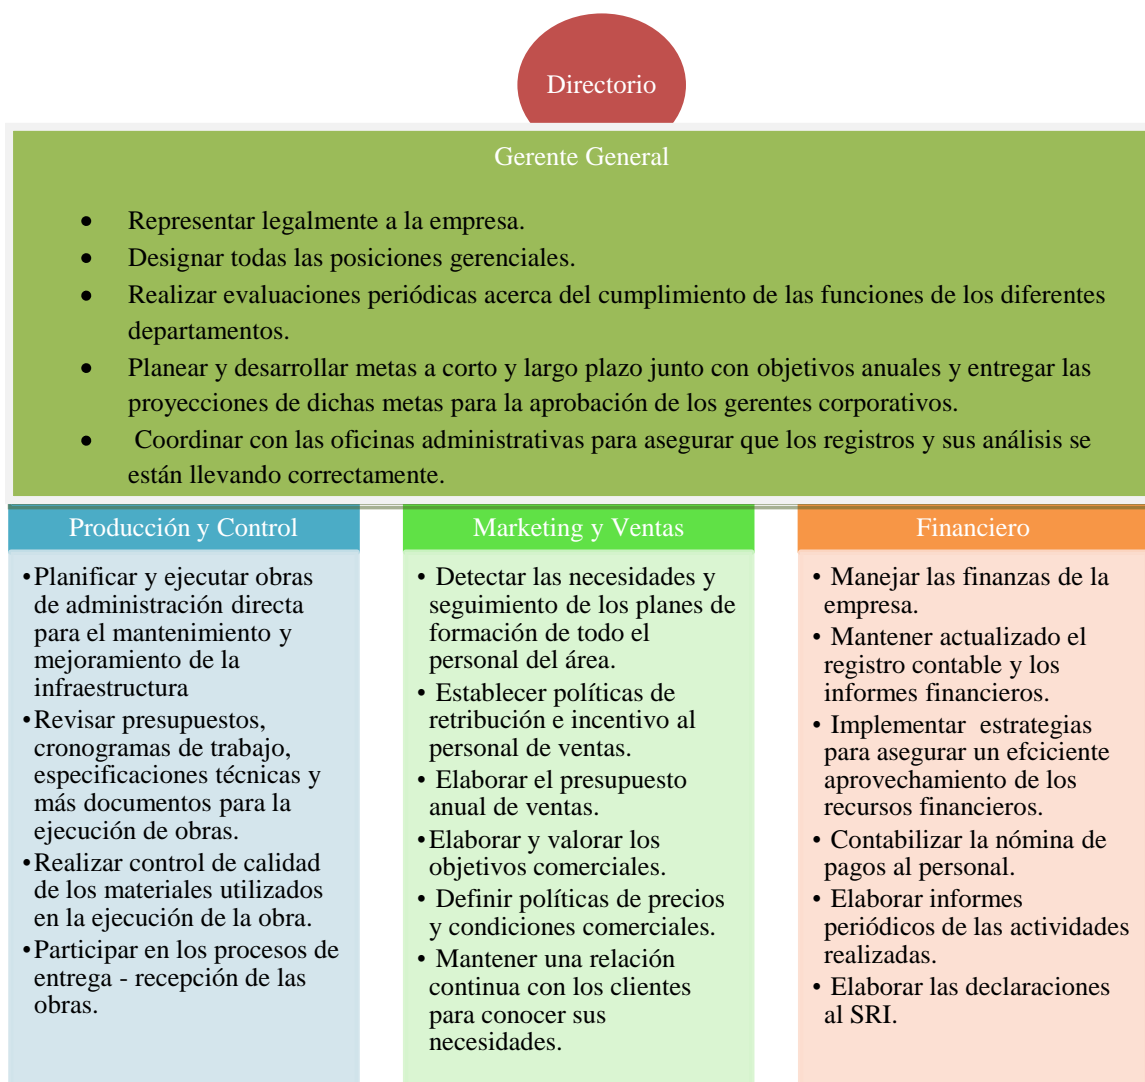 Directorio
Gerente General
• Representar legalmente a la empresa.
• Designar todas las posiciones gerenciales.
• Realizar evaluaciones periódicas acerca del cumplimiento de las funciones de los diferentes
departamentos.
• Planear y desarrollar metas a corto y largo plazo junto con objetivos anuales y entregar las
proyecciones de dichas metas para la aprobación de los gerentes corporativos.
• Coordinar con las oficinas administrativas para asegurar que los registros y sus análisis se
están llevando correctamente.
Producción y Control
•Planificar y ejecutar obras
de administración directa
para el mantenimiento y
mejoramiento de la
infraestructura
•Revisar presupuestos,
cronogramas de trabajo,
especificaciones técnicas y
más documentos para la
ejecución de obras.
•Realizar control de calidad
de los materiales utilizados
en la ejecución de la obra.
•Participar en los procesos de
entrega - recepción de las
obras.
Marketing y Ventas
• Detectar las necesidades y
seguimiento de los planes de
formación de todo el
personal del área.
• Establecer políticas de
retribución e incentivo al
personal de ventas.
• Elaborar el presupuesto
anual de ventas.
•Elaborar y valorar los
objetivos comerciales.
• Definir políticas de precios
y condiciones comerciales.
• Mantener una relación
continua con los clientes
para conocer sus
necesidades.
Financiero
• Manejar las finanzas de la
empresa.
• Mantener actualizado el
registro contable y los
informes financieros.
• Implementar estrategias
para asegurar un efciciente
aprovechamiento de los
recursos financieros.
• Contabilizar la nómina de
pagos al personal.
• Elaborar informes
periódicos de las actividades
realizadas.
• Elaborar las declaraciones
al SRI.